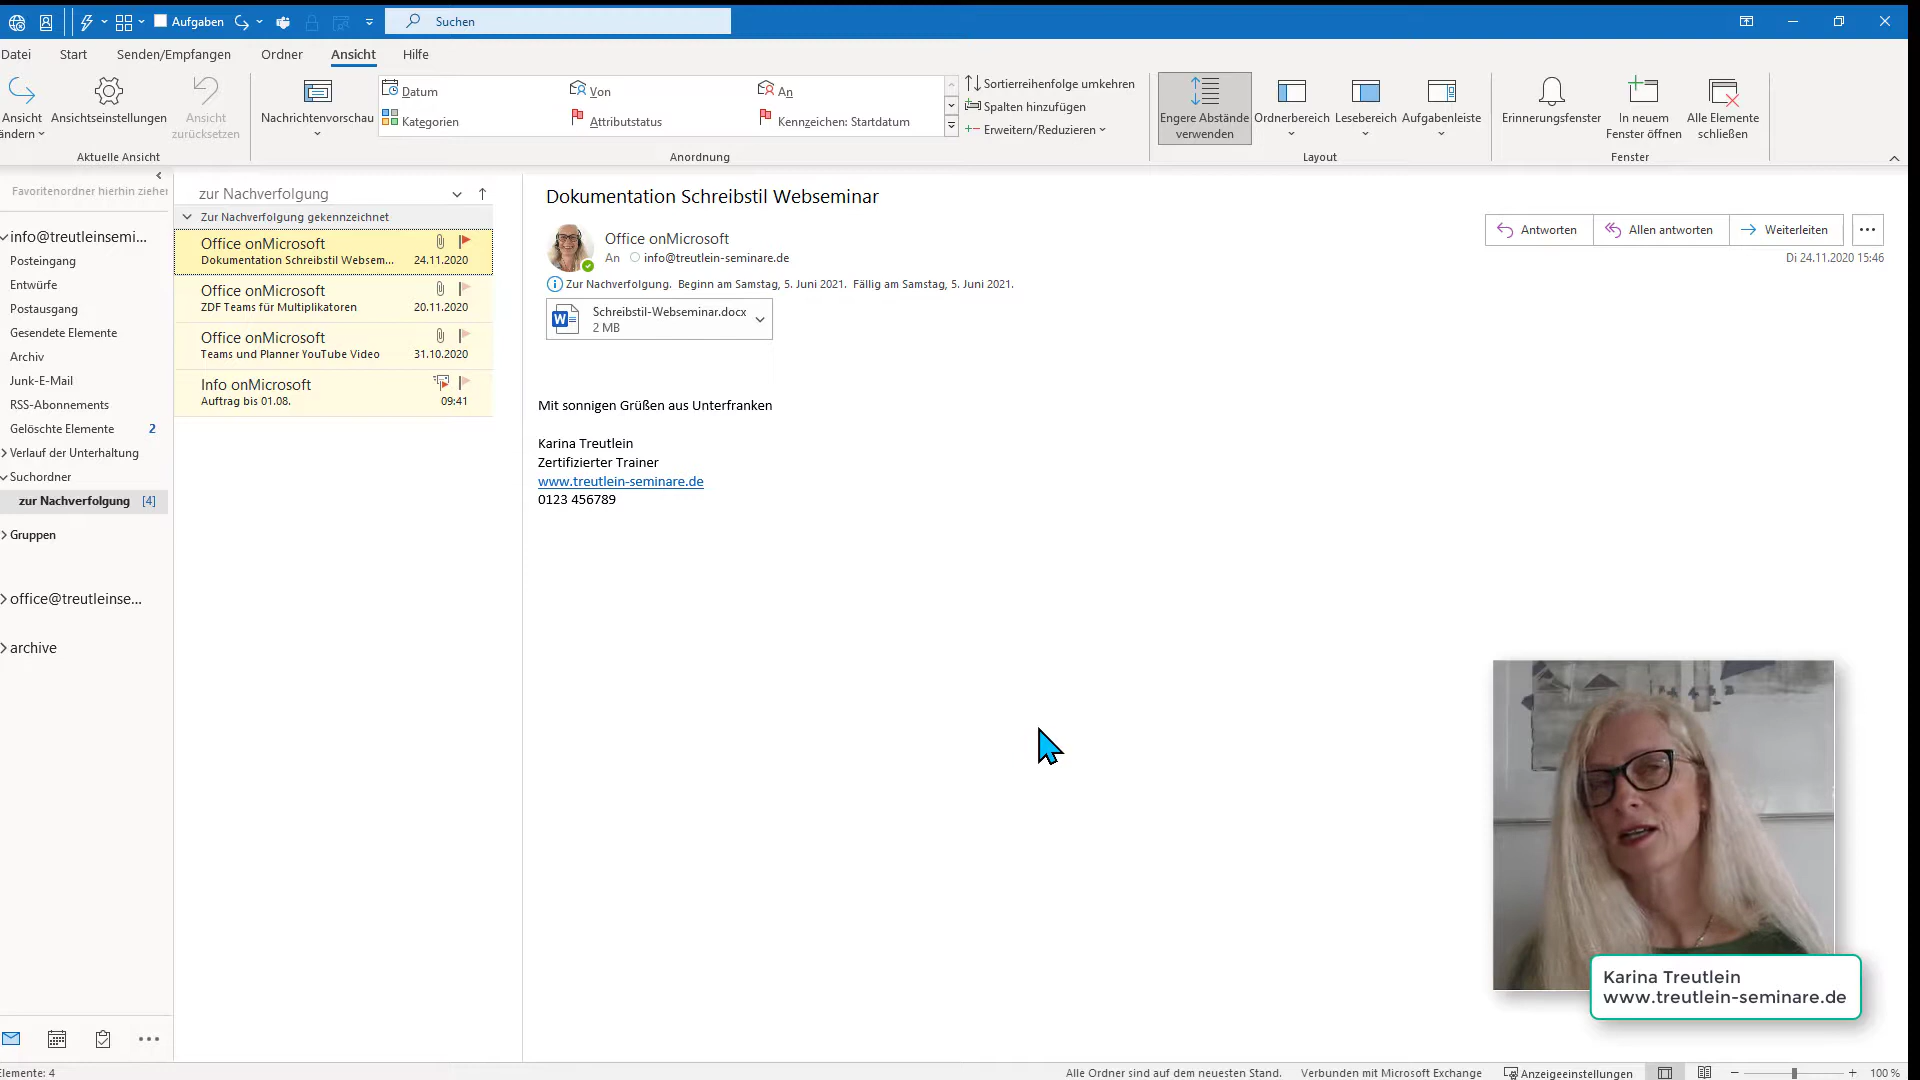 Aufgaben
Suchen
Datei
Start
Senden/Empfangen
Ordner
Ansicht
Hilfe
Ansicht
ändern
Ansichtseinstellungen
Ansicht
zurücksetzen
Aktuelle Ansicht
Nachrichtenvorschau
Datum
Von
An
Kategorien
Attributstatus
Kennzeichen: Startdatum
Sortierreihenfolge umkehren
Spalten hinzufügen
Erweitern/Reduzieren
Anordnung
Engere Abstände
verwenden
Ordnerbereich
Lesebereich
Aufgabenleiste
Layout
Erinnerungsfenster
In neuem
Fenster öffnen
Alle Elemente
schließen
Fenster
Favoritenordner hierhin ziehen
info@treutleinsemi...
Posteingang
Entwürfe
Postausgang
Gesendete Elemente
Archiv
Junk-E-Mail
RSS-Abonnements
Gelöschte Elemente 2
Verlauf der Unterhaltung
Suchordner
zur Nachverfolgung [4]
Gruppen
office@treutleinse...
archive
zur Nachverfolgung
Zur Nachverfolgung gekennzeichnet
Office onMicrosoft
Dokumentation Schreibstil Websem... 24.11.2020
Office onMicrosoft
ZDF Teams für Multiplikatoren 20.11.2020
Office onMicrosoft
Teams und Planner YouTube Video 31.10.2020
Info onMicrosoft
Auftrag bis 01.08. 09:41
Dokumentation Schreibstil Webseminar
Office onMicrosoft
An info@treutlein-seminare.de
Antworten
Allen antworten
Weiterleiten
Di 24.11.2020 15:46
Zur Nachverfolgung. Beginn am Samstag, 5. Juni 2021. Fällig am Samstag, 5. Juni 2021.
Schreibstil-Webseminar.docx
2 MB
Mit sonnigen Grüßen aus Unterfranken
Karina Treutlein
Zertifizierter Trainer
www.treutlein-seminare.de
0123 456789
Karina Treutlein
www.treutlein-seminare.de
Elemente: 4
Alle Ordner sind auf dem neuesten Stand.
Verbunden mit Microsoft Exchange
Anzeigeeinstellungen
100 %